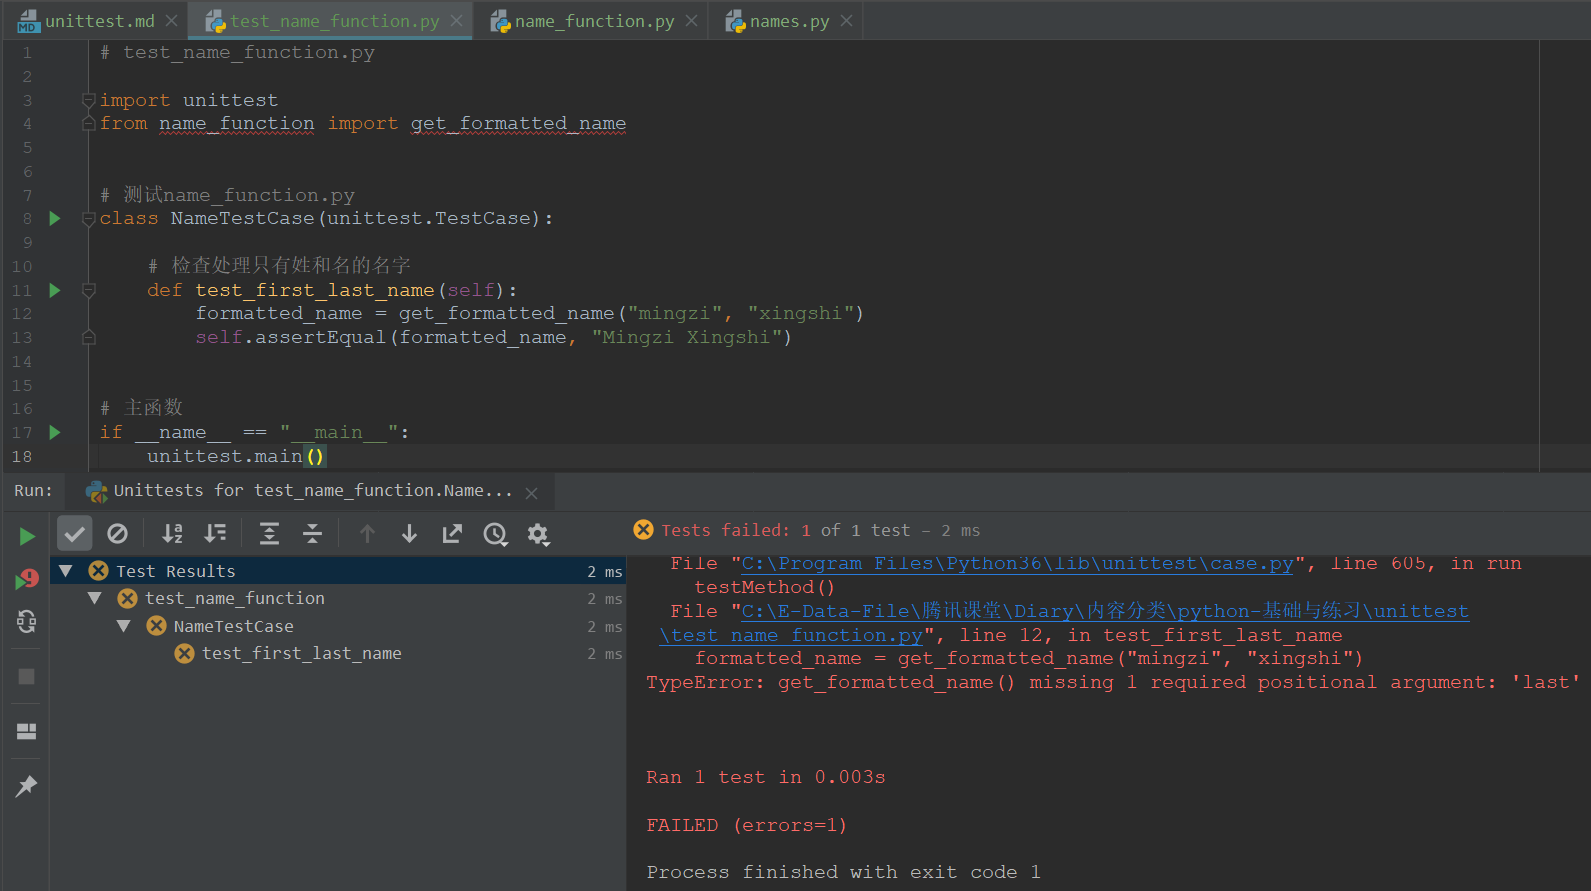 unittest.md test_name_function.py name_function.py names.py
1 # test_name_function.py
2
3 import unittest
4 from name_function import get_formatted_name
5
6
7 # 测试name_function.py
8 class NameTestCase(unittest.TestCase):
9
10 # 检查处理只有姓和名的名字
11 def test_first_last_name(self):
12 formatted_name = get_formatted_name("mingzi", "xingshi")
13 self.assertEqual(formatted_name, "Mingzi Xingshi")
14
15
16 # 主函数
17 if __name__ == "__main__":
18 unittest.main()
Run: Unittests for test_name_function.Name...
Tests failed: 1 of 1 test – 2 ms
Test Results 2 ms
test_name_function 2 ms
NameTestCase 2 ms
test_first_last_name 2 ms
File "C:\Program Files\Python36\lib\unittest\case.py", line 605, in run
testMethod()
File "C:\E-Data-File\腾讯课堂\Diary\内容分类\python-基础与练习\unittest
\test_name_function.py", line 12, in test_first_last_name
formatted_name = get_formatted_name("mingzi", "xingshi")
TypeError: get_formatted_name() missing 1 required positional argument: 'last'
Ran 1 test in 0.003s
FAILED (errors=1)
Process finished with exit code 1